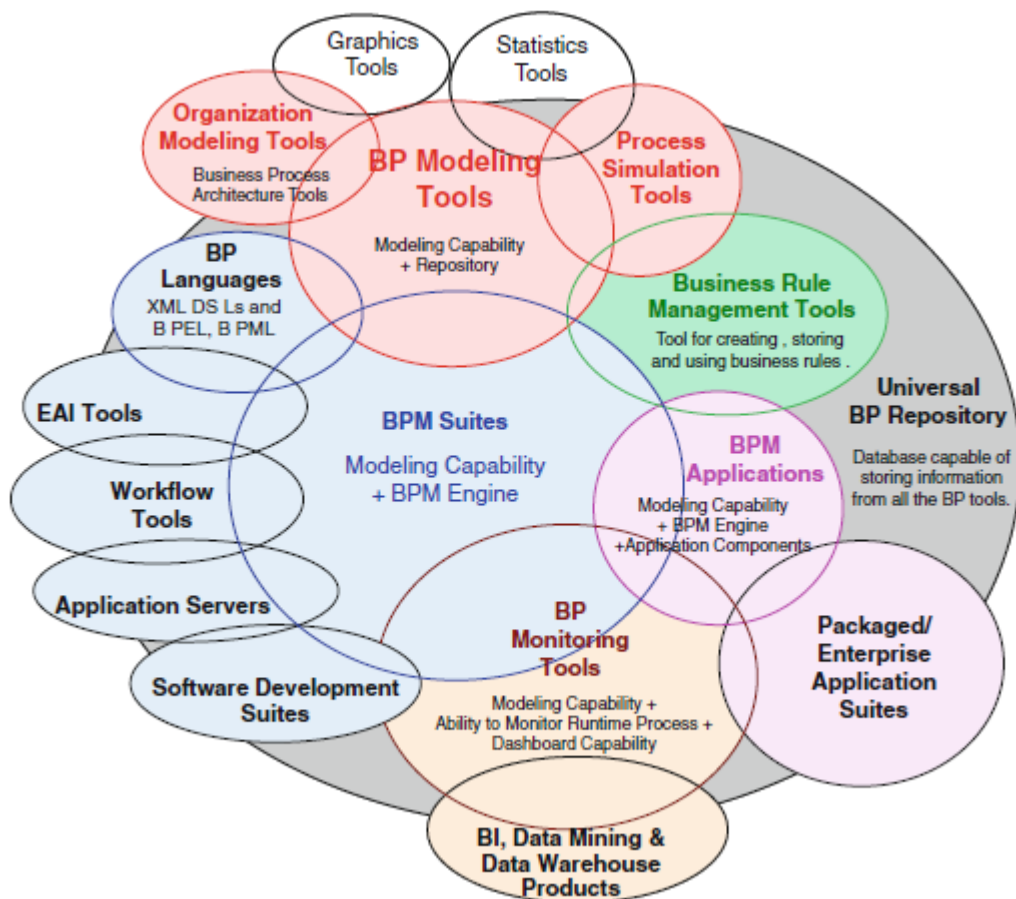 Graphics
Tools
Statistics
Tools
Organization
Modeling Tools
Business Process
Architecture Tools
BP Modeling
Tools
Modeling Capability
+ Repository
Process
Simulation
Tools
BP
Languages
XML DS Ls and
B PEL, B PML
Business Rule
Management Tools
Tool for creating , storing
and using business rules .
EAI Tools
BPM Suites
Modeling Capability
+ BPM Engine
Universal
BP Repository
Database capable of
storing information
from all the BP tools.
BPM
Applications
Modeling Capability
+ BPM Engine
+Application Components
Workflow
Tools
Application Servers
BP
Monitoring
Tools
Modeling Capability +
Ability to Monitor Runtime Process +
Dashboard Capability
Packaged/
Enterprise
Application
Suites
Software Development
Suites
BI, Data Mining &
Data Warehouse
Products